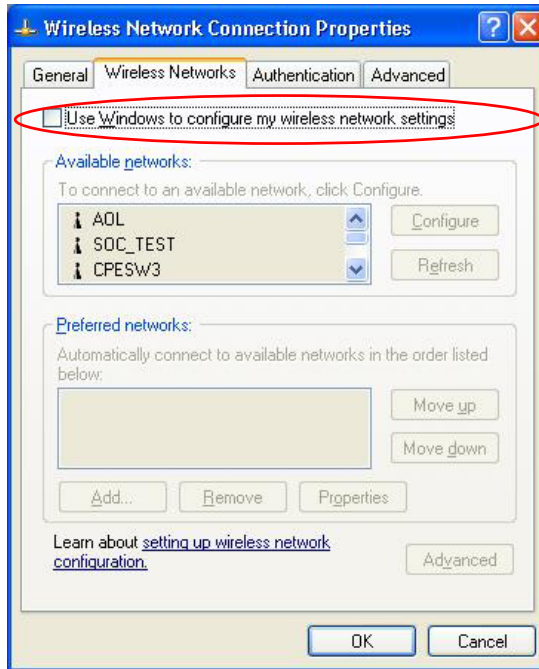 Wireless Network Connection Properties
General Wireless Networks Authentication Advanced
Use Windows to configure my wireless network settings
Available networks:
To connect to an available network, click Configure.
AOL
SOC_TEST
CPESW3
Configure
Refresh
Preferred networks:
Automatically connect to available networks in the order listed
below:
Move up
Move down
Add... Remove Properties
Learn about setting up wireless network
configuration.
Advanced
OK Cancel